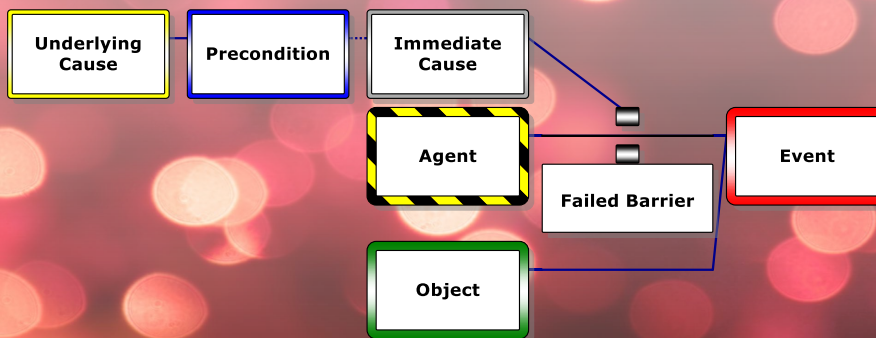 Underlying
Cause
Precondition
Immediate
Cause
Agent
Failed Barrier
Event
Object